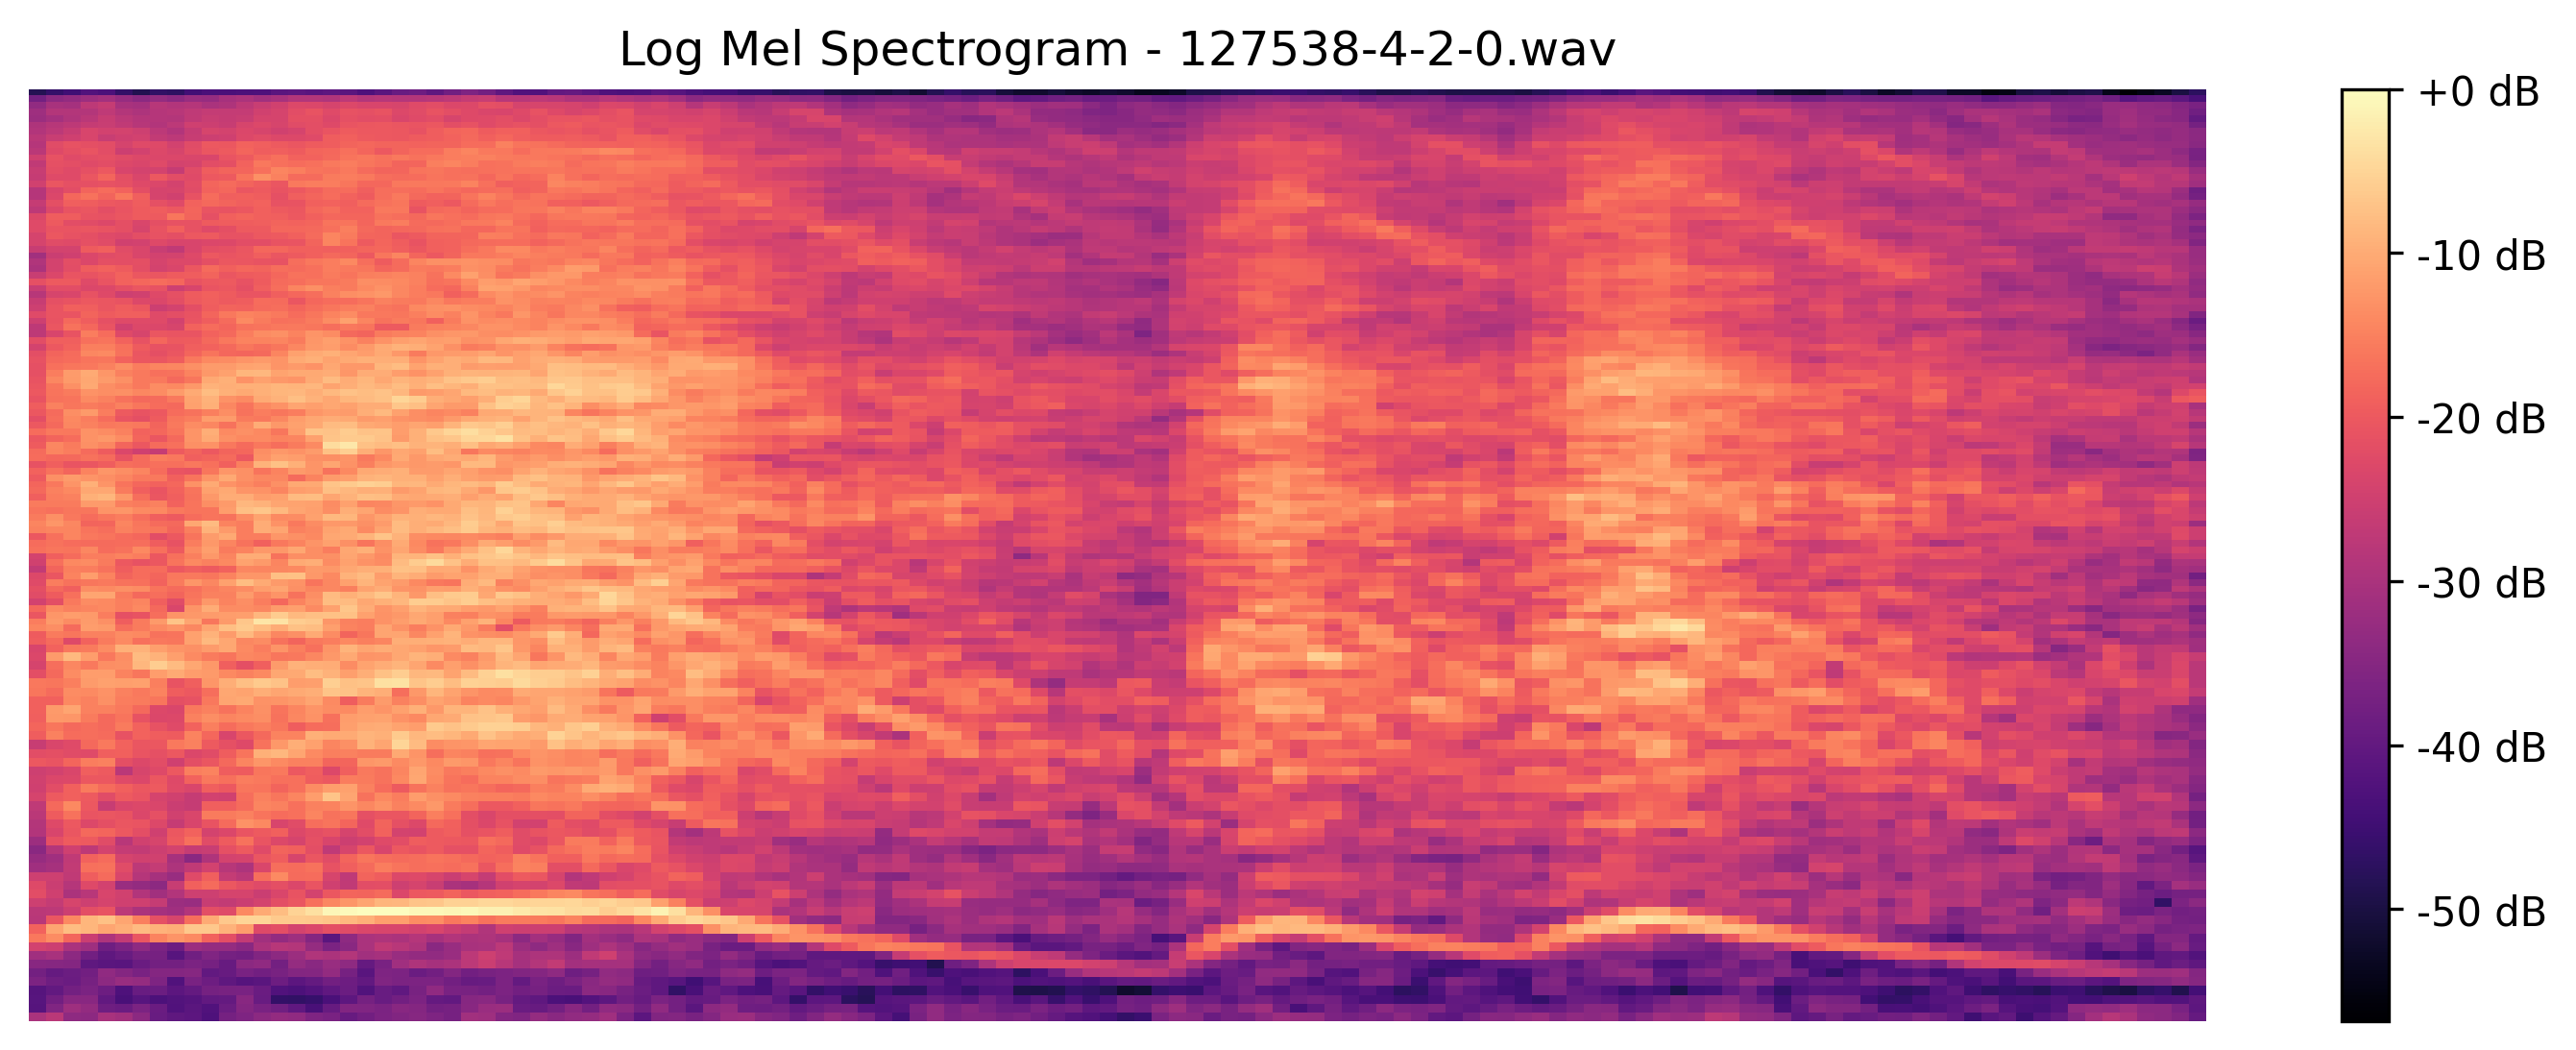 Log Mel Spectrogram - 127538-4-2-0.wav
+0 dB
-10 dB
-20 dB
-30 dB
-40 dB
-50 dB